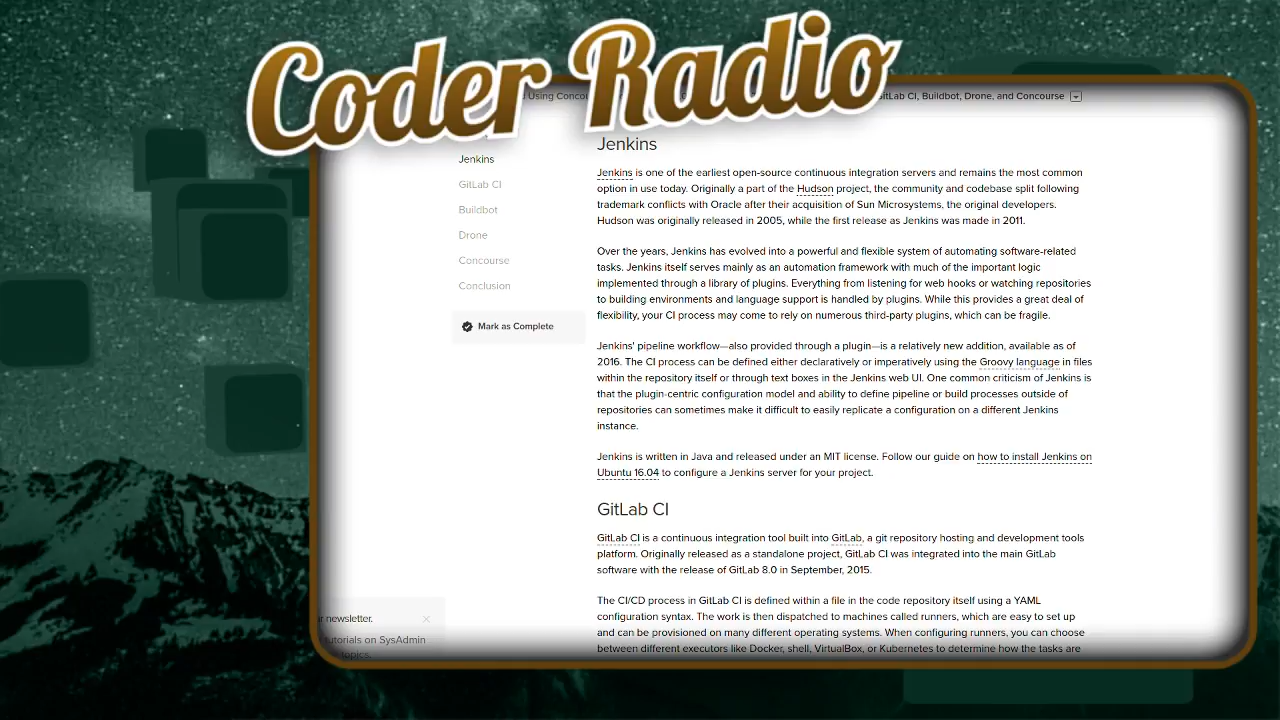 Coder Radio
Using Conco
GitLab CI, Buildbot, Drone, and Concourse
Jenkins
GitLab CI
Buildbot
Drone
Concourse
Conclusion
Mark as Complete
Jenkins
Jenkins is one of the earliest open-source continuous integration servers and remains the most common
option in use today. Originally a part of the Hudson project, the community and codebase split following
trademark conflicts with Oracle after their acquisition of Sun Microsystems, the original developers.
Hudson was originally released in 2005, while the first release as Jenkins was made in 2011.
Over the years, Jenkins has evolved into a powerful and flexible system of automating software-related
tasks. Jenkins itself serves mainly as an automation framework with much of the important logic
implemented through a library of plugins. Everything from listening for web hooks or watching repositories
to building environments and language support is handled by plugins. While this provides a great deal of
flexibility, your CI process may come to rely on numerous third-party plugins, which can be fragile.
Jenkins' pipeline workflow—also provided through a plugin—is a relatively new addition, available as of
2016. The CI process can be defined either declaratively or imperatively using the Groovy language in files
within the repository itself or through text boxes in the Jenkins web UI. One common criticism of Jenkins is
that the plugin-centric configuration model and ability to define pipeline or build processes outside of
repositories can sometimes make it difficult to easily replicate a configuration on a different Jenkins
instance.
Jenkins is written in Java and released under an MIT license. Follow our guide on how to install Jenkins on
Ubuntu 16.04 to configure a Jenkins server for your project.
GitLab CI
GitLab CI is a continuous integration tool built into GitLab, a git repository hosting and development tools
platform. Originally released as a standalone project, GitLab CI was integrated into the main GitLab
software with the release of GitLab 8.0 in September, 2015.
The CI/CD process in GitLab CI is defined within a file in the code repository itself using a YAML
configuration syntax. The work is then dispatched to machines called runners, which are easy to set up
and can be provisioned on many different operating systems. When configuring runners, you can choose
between different executors like Docker, shell, VirtualBox, or Kubernetes to determine how the tasks are
r newsletter.
tutorials on SysAdmin
topics.